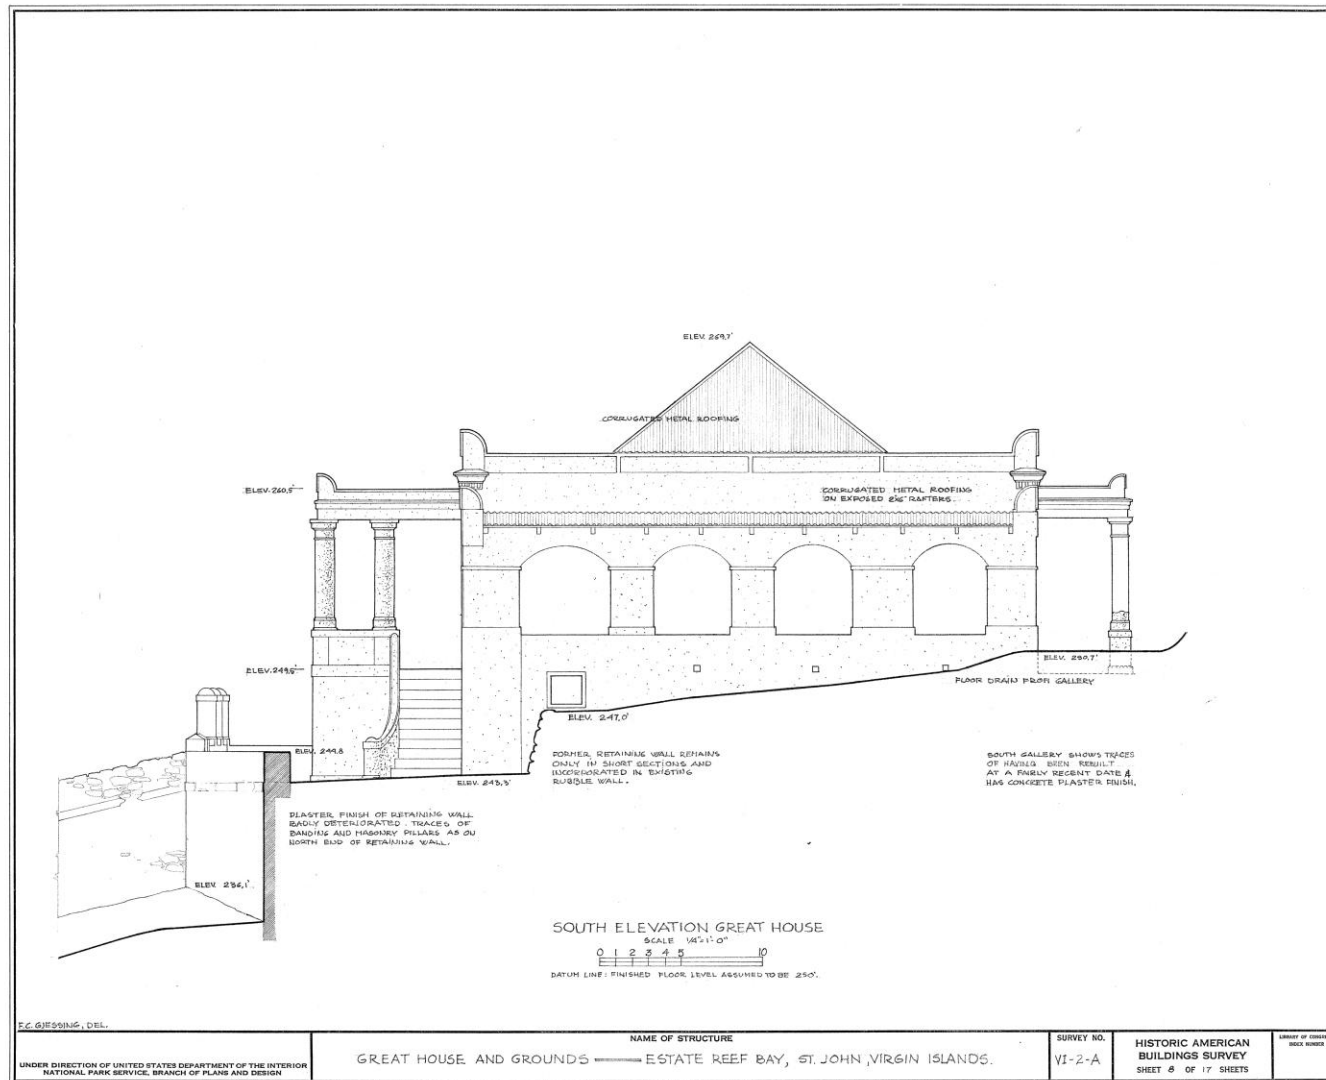 ELEV. 269.7'
CORRUGATED METAL ROOFING
ELEV. 260,5'
CORRUGATED METAL ROOFING
ON EXPOSED 2"x6" RAFTERS.
ELEV. 249,5'
ELEV. 250,7'
FLOOR DRAIN FROM GALLERY
ELEV. 247,0'
ELEV. 244,8
ELEV. 243,3'
FORMER RETAINING WALL REMAINS
ONLY IN SHORT SECTIONS AND
INCORPORATED IN EXISTING
RUBBLE WALL.
SOUTH GALLERY SHOWS TRACES
OF HAVING BEEN REBUILT
AT A FAIRLY RECENT DATE &
HAS CONCRETE PLASTER FINISH.
PLASTER FINISH OF RETAINING WALL
BADLY DETERIORATED. TRACES OF
BANDING AND MASONRY PILLARS AS ON
NORTH END OF RETAINING WALL.
ELEV. 236,1'
SOUTH ELEVATION GREAT HOUSE
SCALE 1/4"=1'-0"
0 1 2 3 4 5 10
DATUM LINE: FINISHED FLOOR LEVEL ASSUMED TO BE 250'.
F.C. GJESSING, DEL.
UNDER DIRECTION OF UNITED STATES DEPARTMENT OF THE INTERIOR
NATIONAL PARK SERVICE, BRANCH OF PLANS AND DESIGN
NAME OF STRUCTURE
GREAT HOUSE AND GROUNDS — ESTATE REEF BAY, ST. JOHN, VIRGIN ISLANDS.
SURVEY NO.
VI-2-A
HISTORIC AMERICAN
BUILDINGS SURVEY
SHEET 8 OF 17 SHEETS
LIBRARY OF
INDEX NUMBER